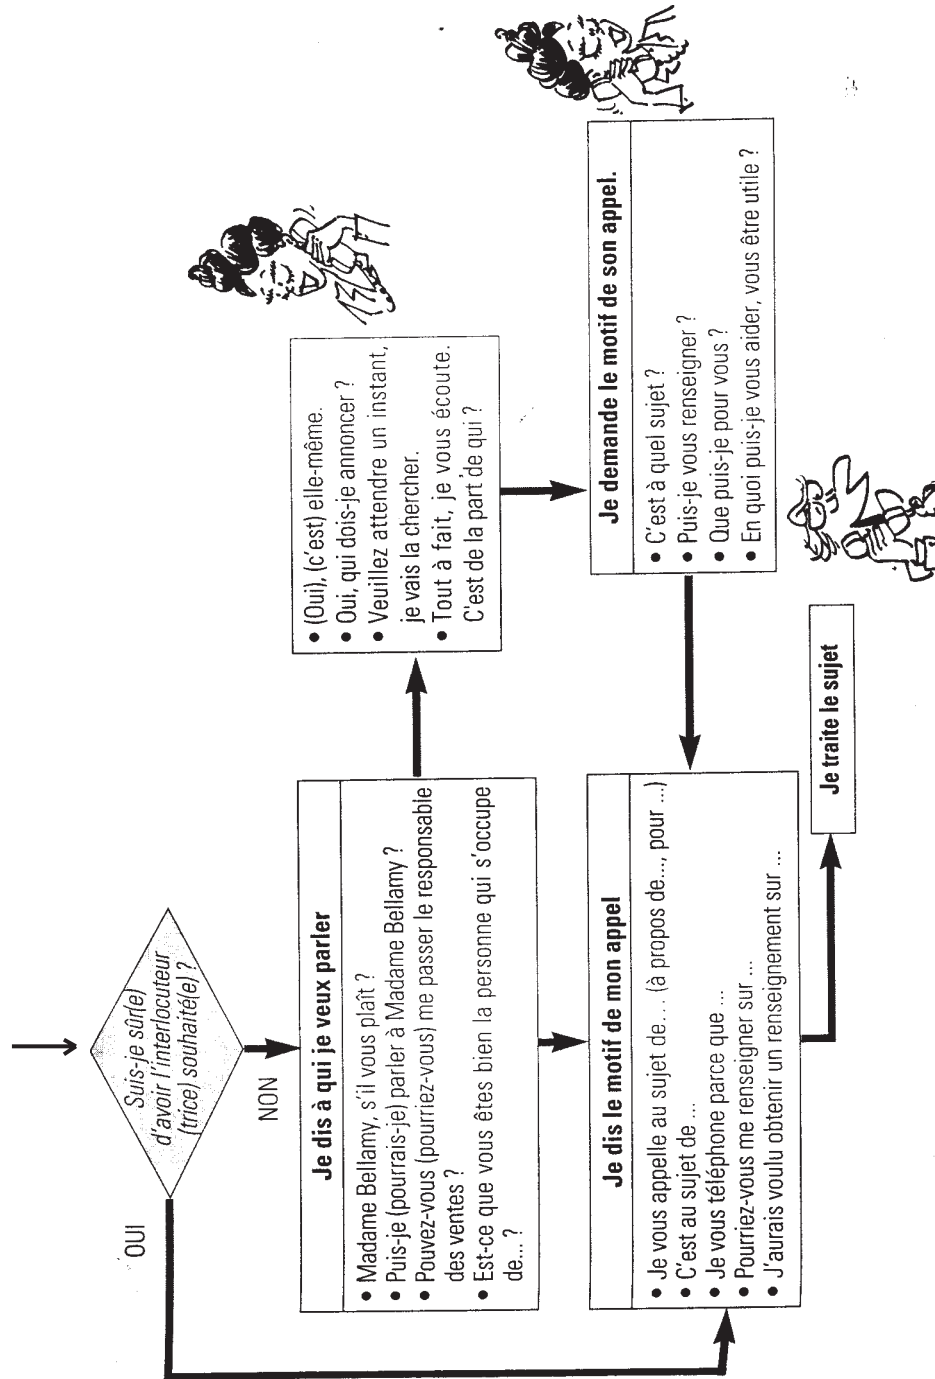 Suis-je sûr(e)
d'avoir l'interlocuteur
(trice) souhaité(e) ?
OUI
NON
Je dis à qui je veux parler
• Madame Bellamy, s'il vous plaît ?
• Puis-je (pourrais-je) parler à Madame Bellamy ?
• Pouvez-vous (pourriez-vous) me passer le responsable
des ventes ?
• Est-ce que vous êtes bien la personne qui s'occupe
de... ?
• (Oui), (c'est) elle-même.
• Oui, qui dois-je annoncer ?
• Veuillez attendre un instant,
je vais la chercher.
• Tout à fait, je vous écoute.
C'est de la part de qui ?
Je demande le motif de son appel.
• C'est à quel sujet ?
• Puis-je vous renseigner ?
• Que puis-je pour vous ?
• En quoi puis-je vous aider, vous être utile ?
Je dis le motif de mon appel
• Je vous appelle au sujet de... (à propos de..., pour ...)
• C'est au sujet de ...
• Je vous téléphone parce que ...
• Pourriez-vous me renseigner sur ...
• J'aurais voulu obtenir un renseignement sur ...
Je traite le sujet